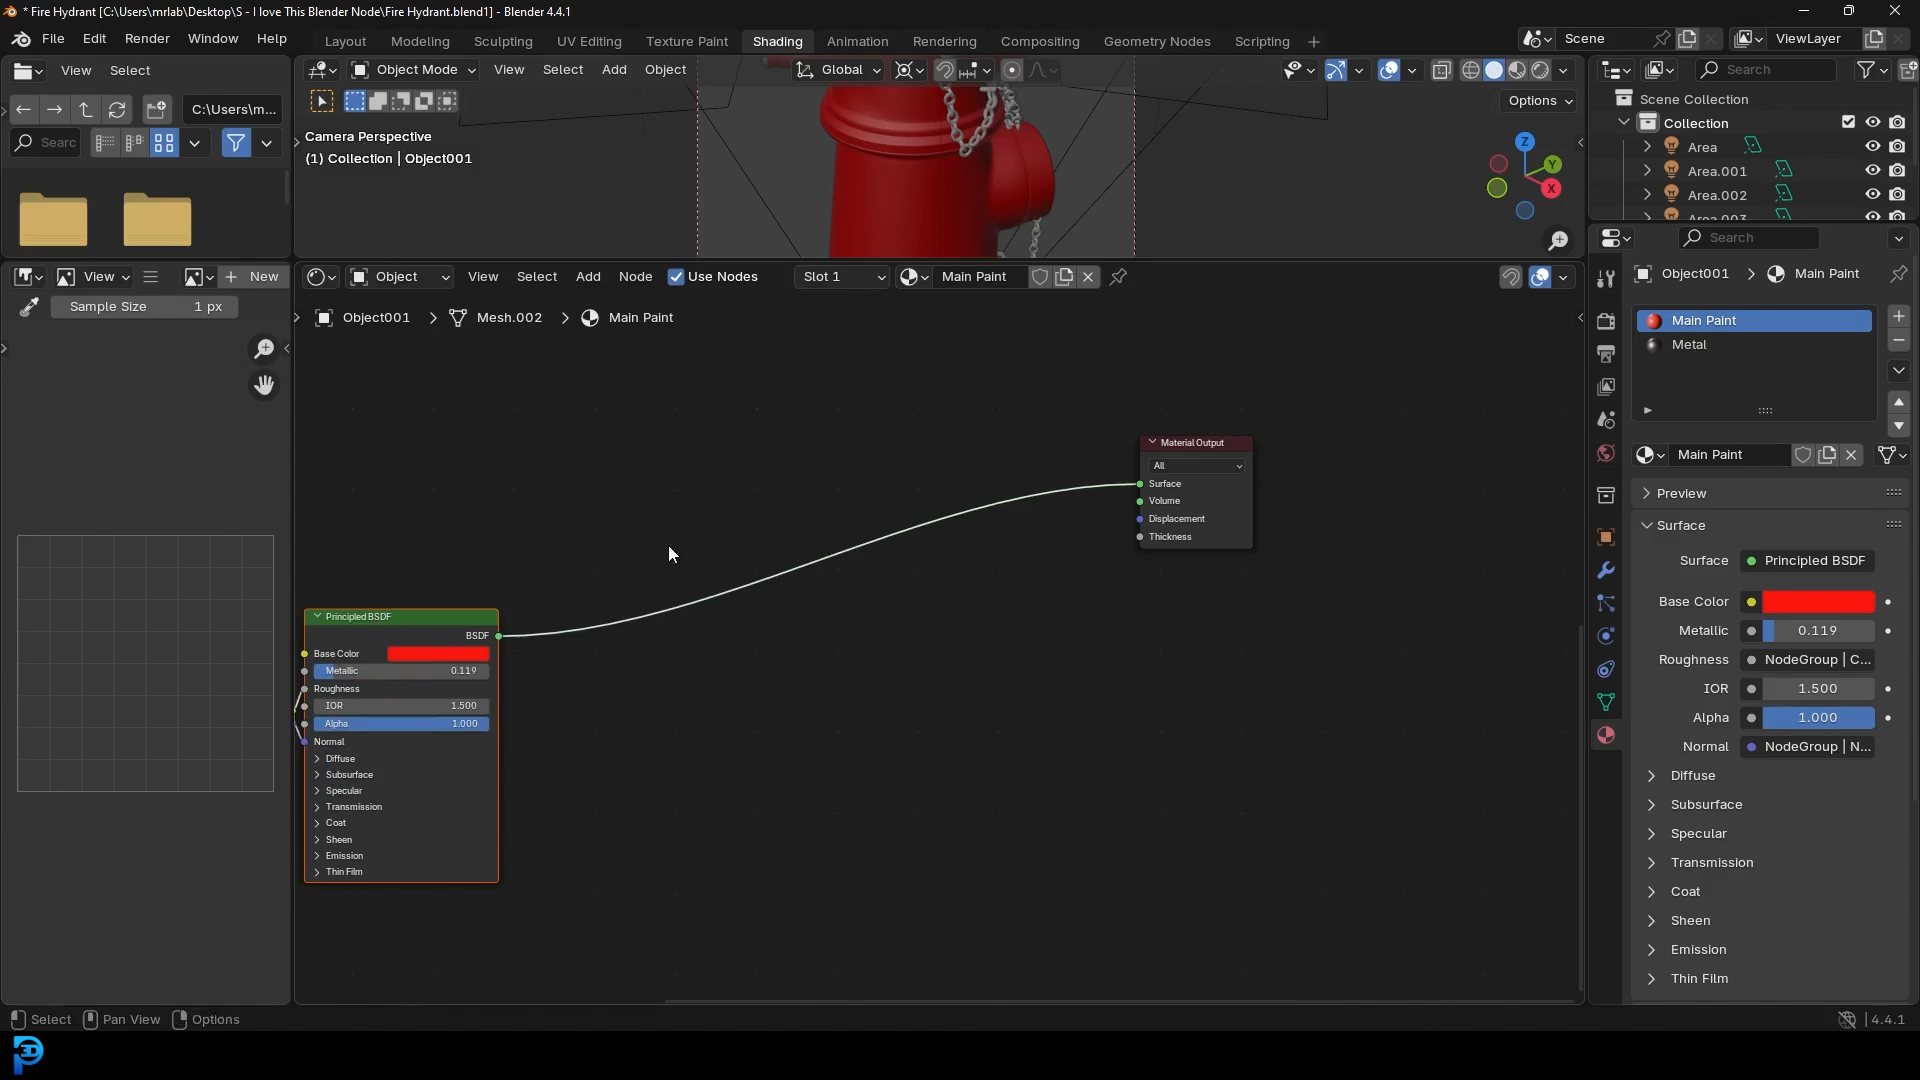 * Fire Hydrant [C:\Users\mrlab\Desktop\S - I love This Blender Node\Fire Hydrant.blend1] - Blender 4.4.1
File Edit Render Window Help
Layout Modeling Sculpting UV Editing Texture Paint Shading Animation Rendering Compositing Geometry Nodes Scripting
Scene
ViewLayer
View Select
C:\Users\m...
Searc
Object Mode View Select Add Object
Global
Options
Camera Perspective
(1) Collection | Object001
Z
Y
X
Search
Scene Collection
Collection
Area
Area.001
Area.002
Area.003
View
New
Sample Size 1 px
Object View Select Add Node Use Nodes Slot 1 Main Paint
Object001 > Mesh.002 > Main Paint
Material Output
All
Surface
Volume
Displacement
Thickness
Principled BSDF
BSDF
Base Color
Metallic 0.119
Roughness
IOR 1.500
Alpha 1.000
Normal
Diffuse
Subsurface
Specular
Transmission
Coat
Sheen
Emission
Thin Film
Search
Object001 > Main Paint
Main Paint
Metal
Main Paint
Preview
Surface
Surface Principled BSDF
Base Color
Metallic 0.119
Roughness NodeGroup | C...
IOR 1.500
Alpha 1.000
Normal NodeGroup | N...
Diffuse
Subsurface
Specular
Transmission
Coat
Sheen
Emission
Thin Film
Select Pan View Options
4.4.1
3D